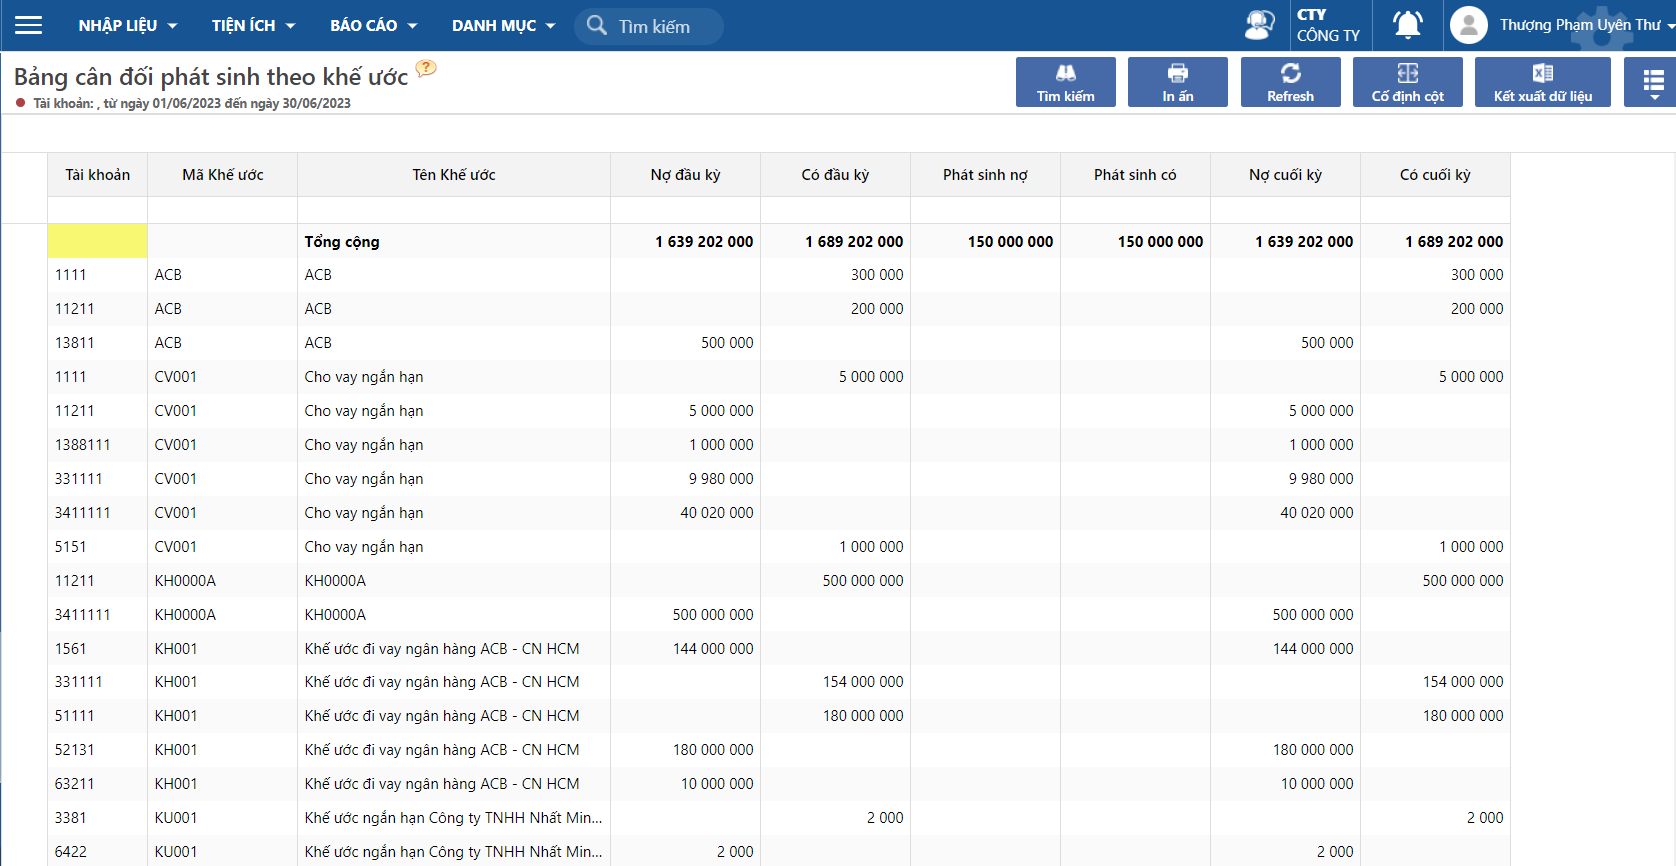 NHẬP LIỆU TIỆN ÍCH BÁO CÁO DANH MỤC Tìm kiếm CTY Thượng Phạm Uyên Thư
CÔNG TY
Bảng cân đối phát sinh theo khế ước ?
Tài khoản: , từ ngày 01/06/2023 đến ngày 30/06/2023
Tìm kiếm In ấn Refresh Cố định cột Kết xuất dữ liệu
Tài khoản Mã Khế ước Tên Khế ước Nợ đầu kỳ Có đầu kỳ Phát sinh nợ Phát sinh có Nợ cuối kỳ Có cuối kỳ
Tổng cộng 1 639 202 000 1 689 202 000 150 000 000 150 000 000 1 639 202 000 1 689 202 000
1111 ACB ACB 300 000 300 000
11211 ACB ACB 200 000 200 000
13811 ACB ACB 500 000 500 000
1111 CV001 Cho vay ngắn hạn 5 000 000 5 000 000
11211 CV001 Cho vay ngắn hạn 5 000 000 5 000 000
1388111 CV001 Cho vay ngắn hạn 1 000 000 1 000 000
331111 CV001 Cho vay ngắn hạn 9 980 000 9 980 000
3411111 CV001 Cho vay ngắn hạn 40 020 000 40 020 000
5151 CV001 Cho vay ngắn hạn 1 000 000 1 000 000
11211 KH0000A KH0000A 500 000 000 500 000 000
3411111 KH0000A KH0000A 500 000 000 500 000 000
1561 KH001 Khế ước đi vay ngân hàng ACB - CN HCM 144 000 000 144 000 000
331111 KH001 Khế ước đi vay ngân hàng ACB - CN HCM 154 000 000 154 000 000
51111 KH001 Khế ước đi vay ngân hàng ACB - CN HCM 180 000 000 180 000 000
52131 KH001 Khế ước đi vay ngân hàng ACB - CN HCM 180 000 000 180 000 000
63211 KH001 Khế ước đi vay ngân hàng ACB - CN HCM 10 000 000 10 000 000
3381 KU001 Khế ước ngắn hạn Công ty TNHH Nhất Min... 2 000 2 000
6422 KU001 Khế ước ngắn hạn Công ty TNHH Nhất Min... 2 000 2 000